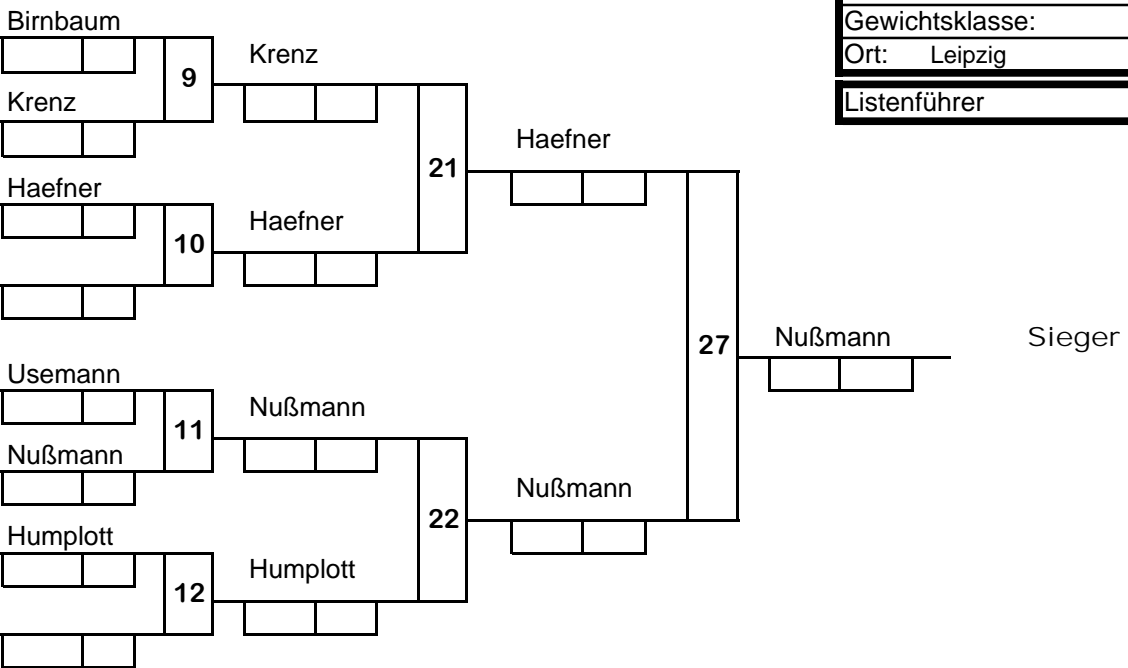 Birnbaum
Gewichtsklasse:
Ort: Leipzig
Krenz
9
Krenz
Listenführer
Haefner
21
Haefner
Haefner
10
27
Nußmann
Sieger
Usemann
Nußmann
11
Nußmann
Nußmann
22
Humplott
Humplott
12